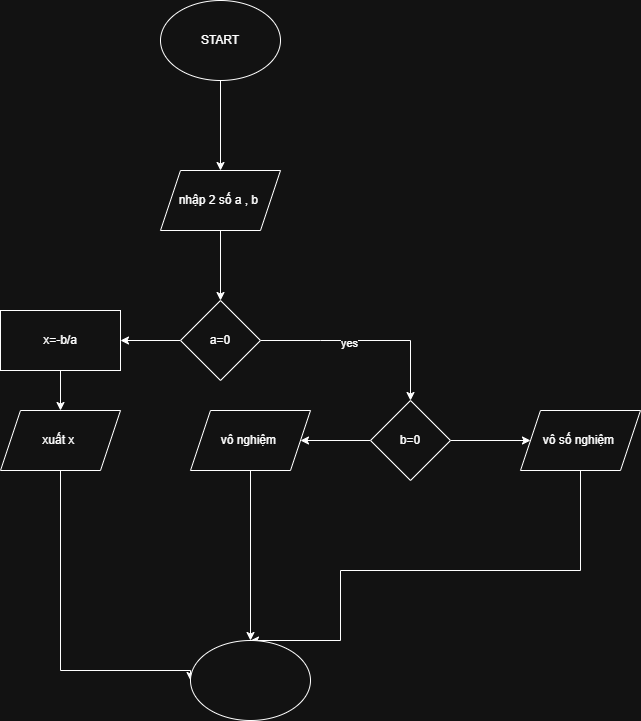 START
nhập 2 số a , b
x=-b/a
a=0
yes
xuất x
vô nghiệm
b=0
vô số nghiệm